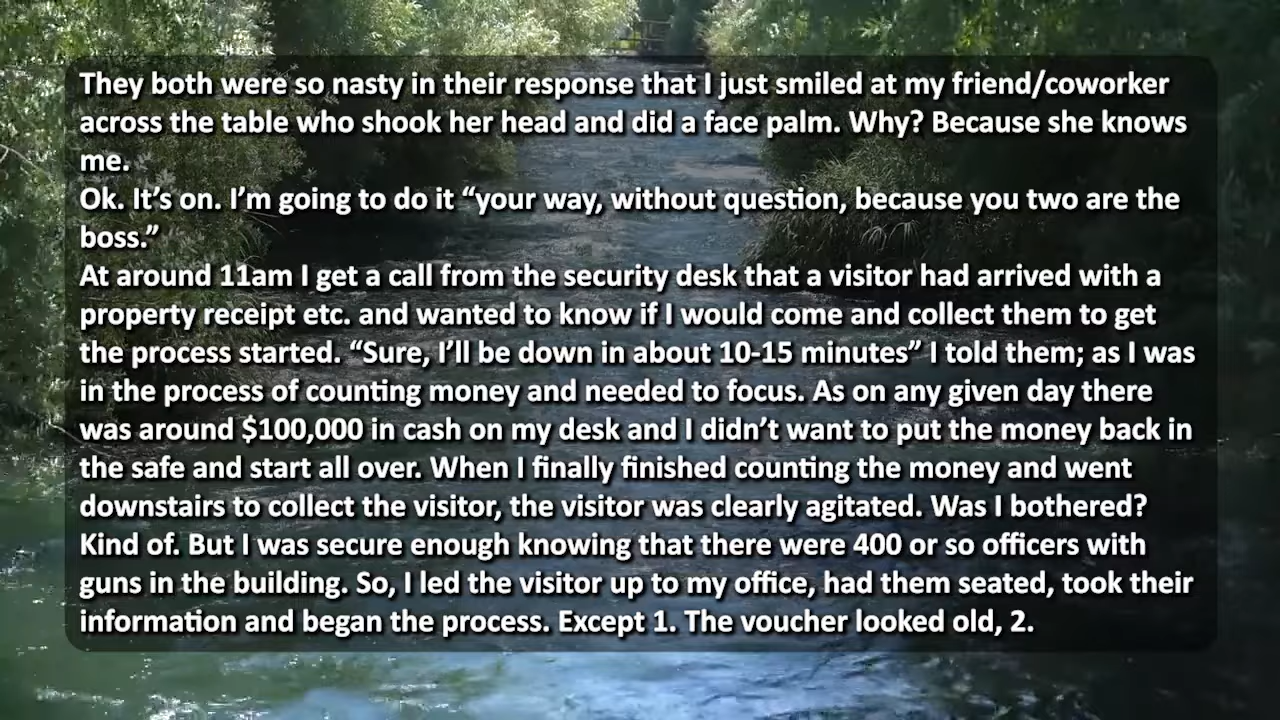 They both were so nasty in their response that I just smiled at my friend/coworker
across the table who shook her head and did a face palm. Why? Because she knows
me.
Ok. It’s on. I’m going to do it “your way, without question, because you two are the
boss.”
At around 11am I get a call from the security desk that a visitor had arrived with a
property receipt etc. and wanted to know if I would come and collect them to get
the process started. “Sure, I’ll be down in about 10-15 minutes” I told them; as I was
in the process of counting money and needed to focus. As on any given day there
was around $100,000 in cash on my desk and I didn’t want to put the money back in
the safe and start all over. When I finally finished counting the money and went
downstairs to collect the visitor, the visitor was clearly agitated. Was I bothered?
Kind of. But I was secure enough knowing that there were 400 or so officers with
guns in the building. So, I led the visitor up to my office, had them seated, took their
information and began the process. Except 1. The voucher looked old, 2.